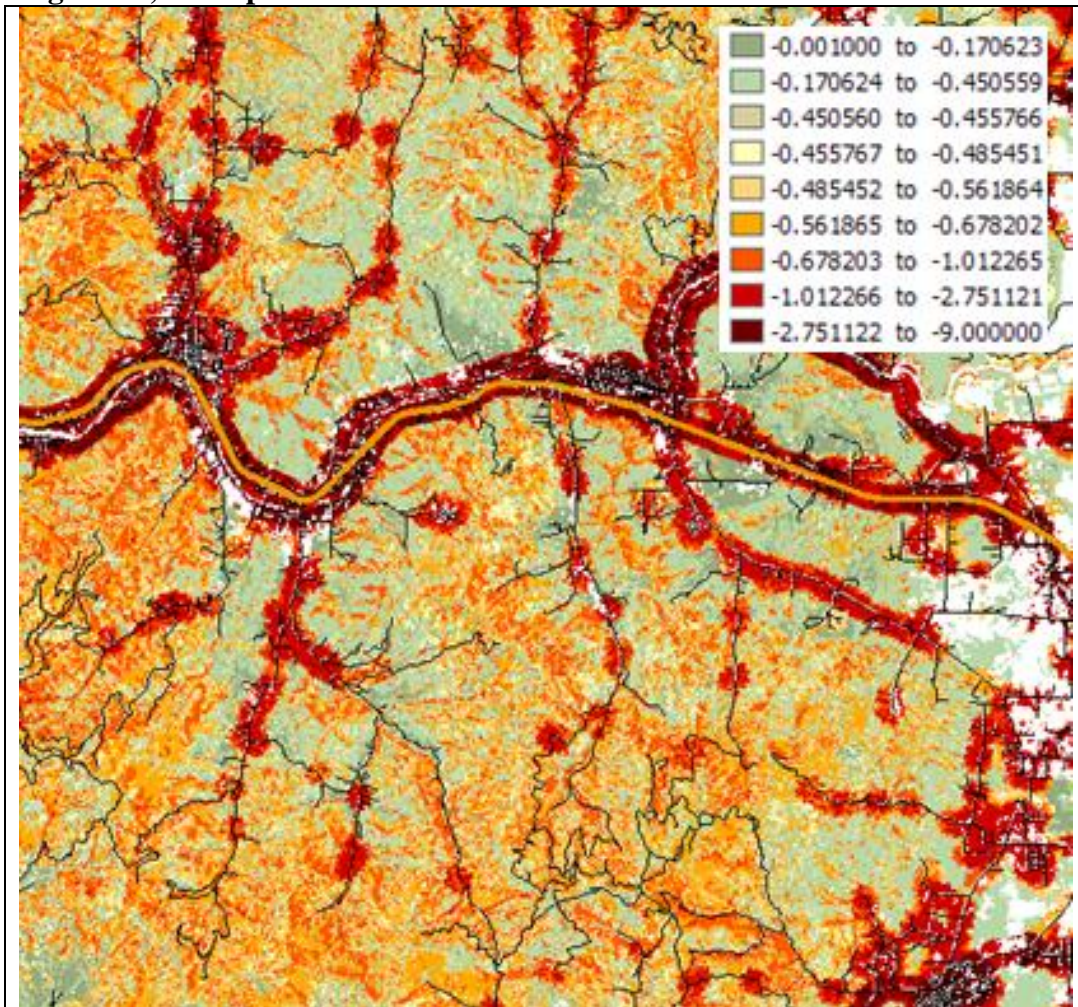 -0.001000 to -0.170623
-0.170624 to -0.450559
-0.450560 to -0.455766
-0.455767 to -0.485451
-0.485452 to -0.561864
-0.561865 to -0.678202
-0.678203 to -1.012265
-1.012266 to -2.751121
-2.751122 to -9.000000